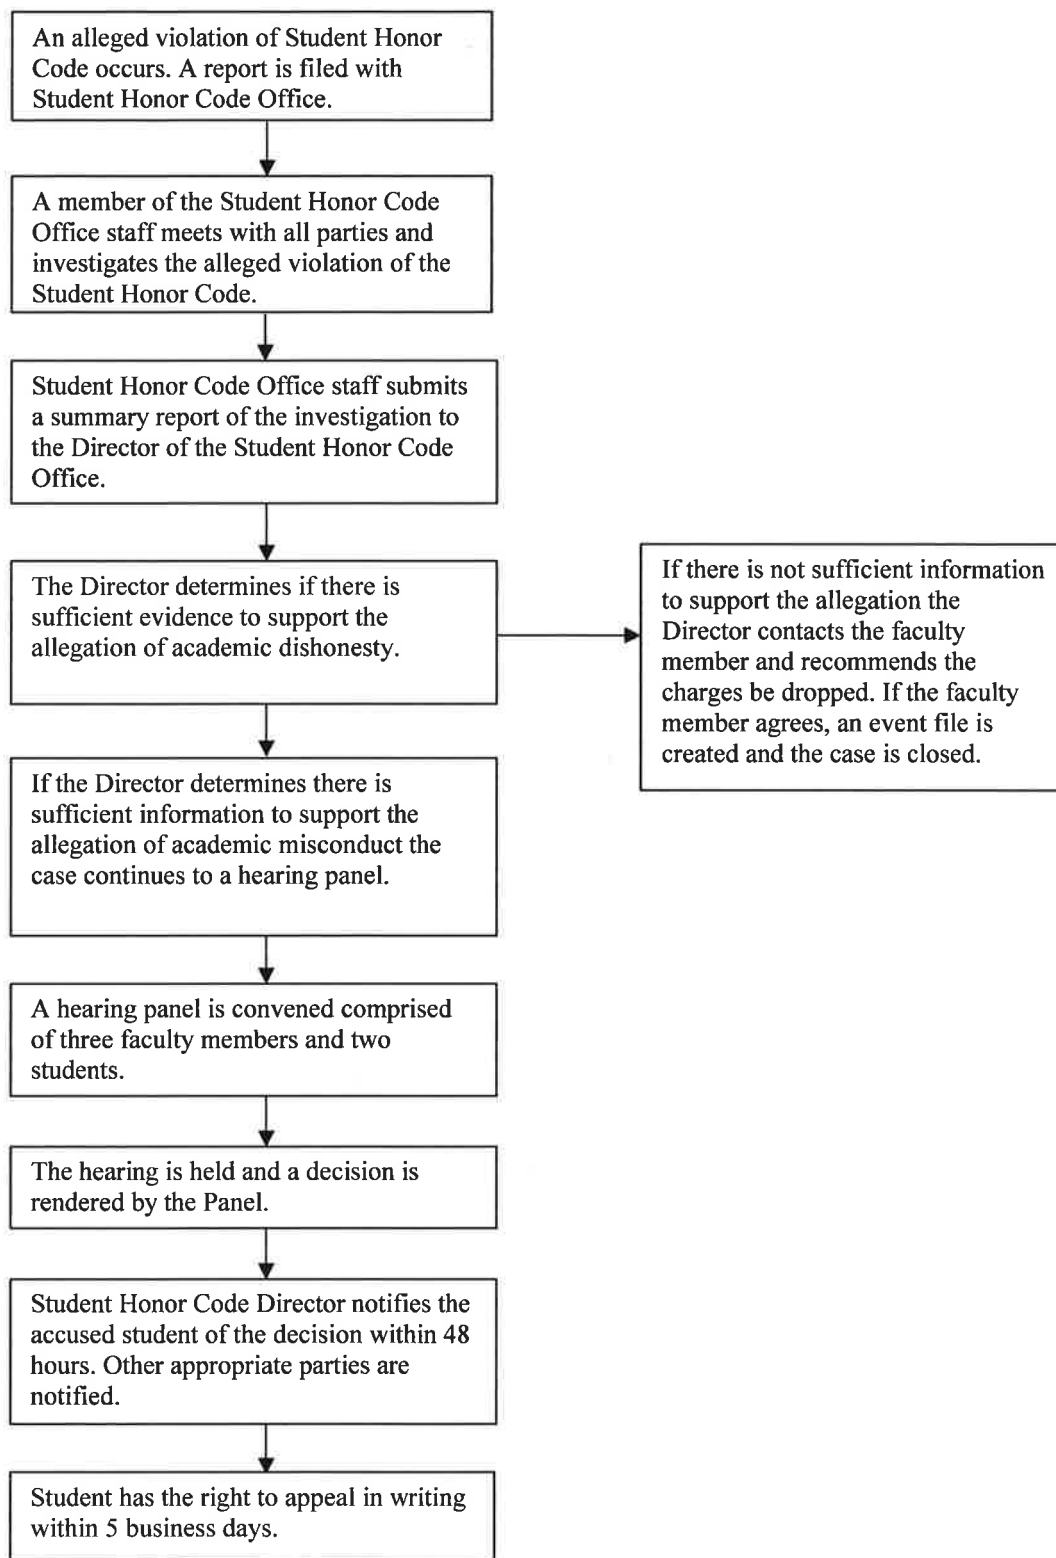 An alleged violation of Student Honor
Code occurs. A report is filed with
Student Honor Code Office.
A member of the Student Honor Code
Office staff meets with all parties and
investigates the alleged violation of the
Student Honor Code.
Student Honor Code Office staff submits
a summary report of the investigation to
the Director of the Student Honor Code
Office.
The Director determines if there is
sufficient evidence to support the
allegation of academic dishonesty.
If there is not sufficient information
to support the allegation the
Director contacts the faculty
member and recommends the
charges be dropped. If the faculty
member agrees, an event file is
created and the case is closed.
If the Director determines there is
sufficient information to support the
allegation of academic misconduct the
case continues to a hearing panel.
A hearing panel is convened comprised
of three faculty members and two
students.
The hearing is held and a decision is
rendered by the Panel.
Student Honor Code Director notifies the
accused student of the decision within 48
hours. Other appropriate parties are
notified.
Student has the right to appeal in writing
within 5 business days.